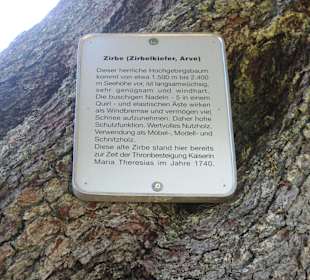 Zirbe (Zirbelkiefer, Arve)
Dieser herrliche Hochgebirgsbaum
kommt von etwa 1.500 m bis 2.400
m Seehöhe vor, ist langsamwüchsig,
sehr genügsam und windhart.
Die buschigen Nadeln - 5 in einem
Quirl - und elastischen Äste wirken
als Windbremse und vermögen viel
Schnee aufzunehmen. Daher hohe
Schutzfunktion. Wertvolles Nutzholz,
Verwendung als Möbel-, Modell- und
Schnitzholz.
Diese alte Zirbe stand hier bereits
zur Zeit der Thronbesteigung Kaiserin
Maria Theresias im Jahre 1740.